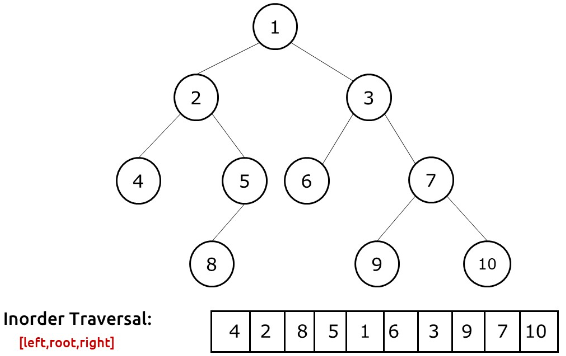 1
2 3
4 5 6 7
8 9 10
Inorder Traversal: 4 2 8 5 1 6 3 9 7 10
[left,root,right]